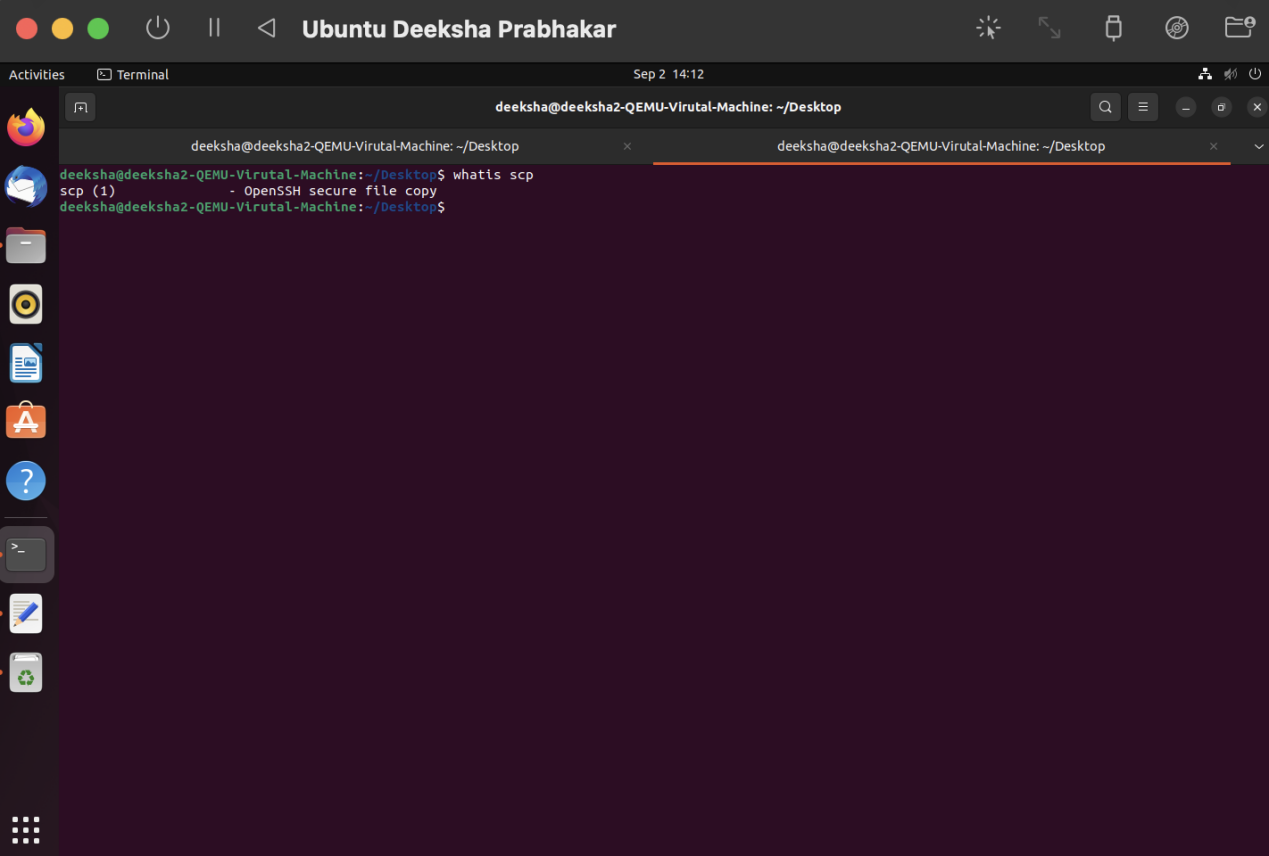 Ubuntu Deeksha Prabhakar
Activities Terminal Sep 2 14:12
deeksha@deeksha2-QEMU-Virutal-Machine: ~/Desktop
deeksha@deeksha2-QEMU-Virutal-Machine: ~/Desktop deeksha@deeksha2-QEMU-Virutal-Machine: ~/Desktop
deeksha@deeksha2-QEMU-Virutal-Machine:~/Desktop$ whatis scp
scp (1)              - OpenSSH secure file copy
deeksha@deeksha2-QEMU-Virutal-Machine:~/Desktop$